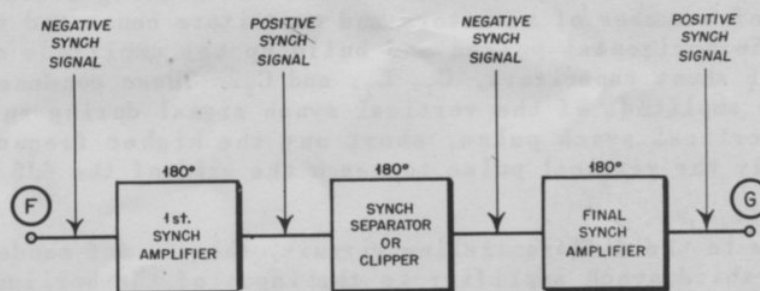 NEGATIVE
SYNCH
SIGNAL
POSITIVE
SYNCH
SIGNAL
NEGATIVE
SYNCH
SIGNAL
POSITIVE
SYNCH
SIGNAL
180°
180°
180°
F
1st.
SYNCH
AMPLIFIER
SYNCH
SEPARATOR
OR
CLIPPER
FINAL
SYNCH
AMPLIFIER
G